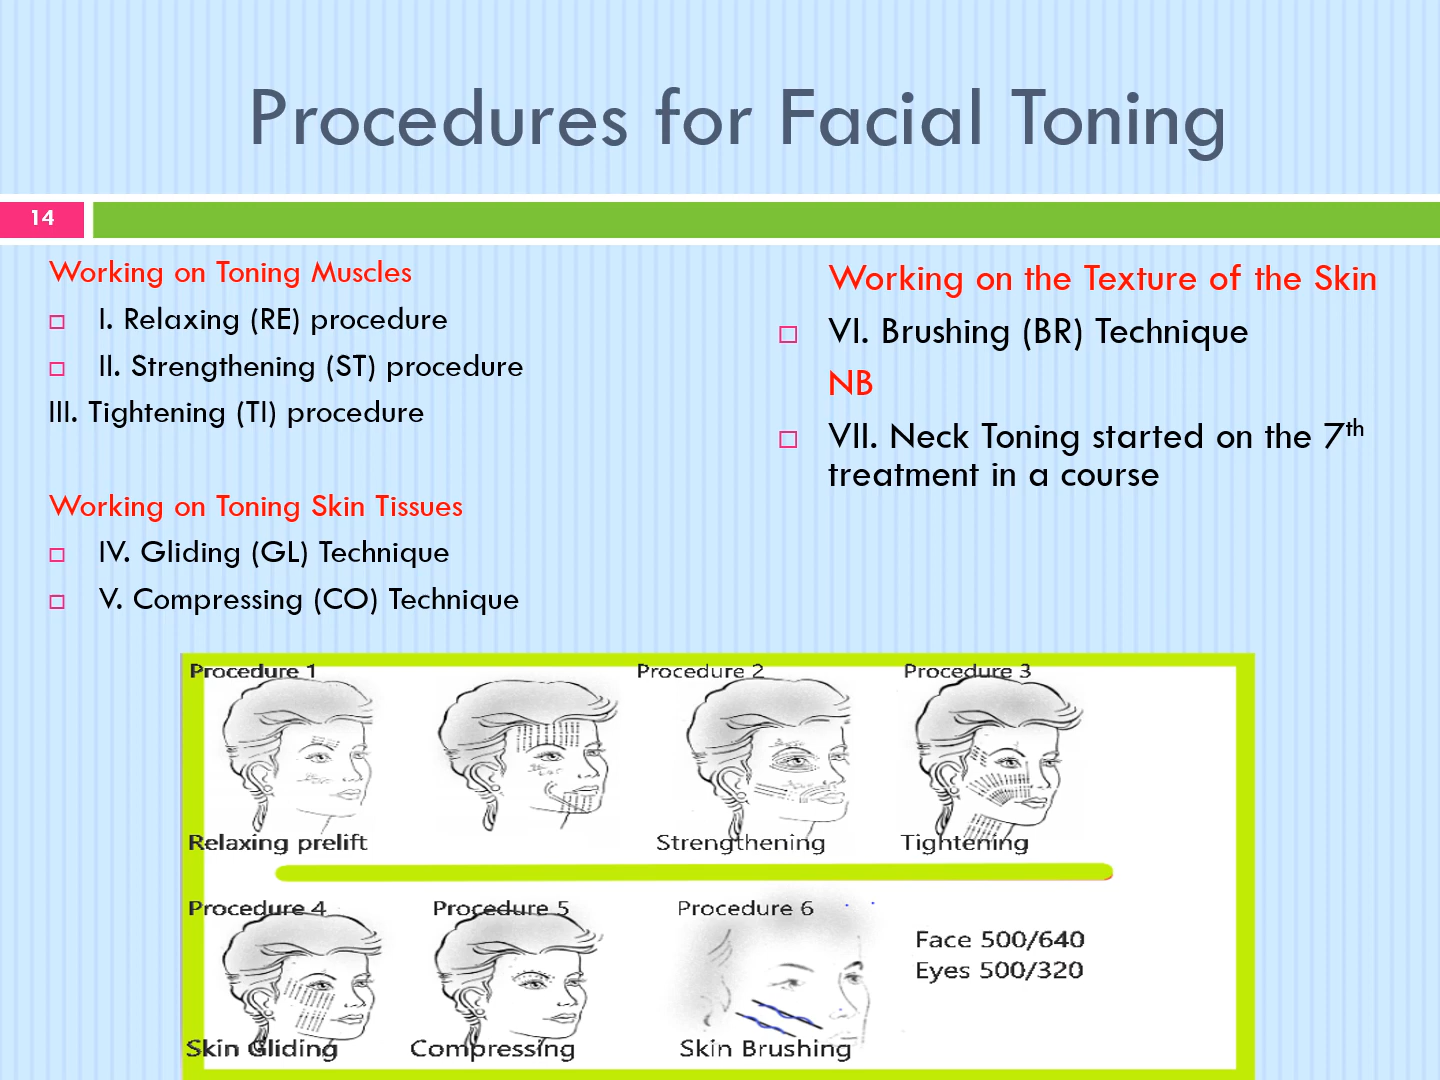 Procedures for Facial Toning
14
Working on Toning Muscles
I. Relaxing (RE) procedure
II. Strengthening (ST) procedure
III. Tightening (TI) procedure
Working on Toning Skin Tissues
IV. Gliding (GL) Technique
V. Compressing (CO) Technique
Working on the Texture of the Skin
VI. Brushing (BR) Technique
NB
VII. Neck Toning started on the 7th
treatment in a course
Procedure 1
Procedure 2
Procedure 3
Relaxing prelift
Strengthening
Tightening
Procedure 4
Procedure 5
Procedure 6
Face 500/640
Eyes 500/320
Skin Gliding
Compressing
Skin Brushing